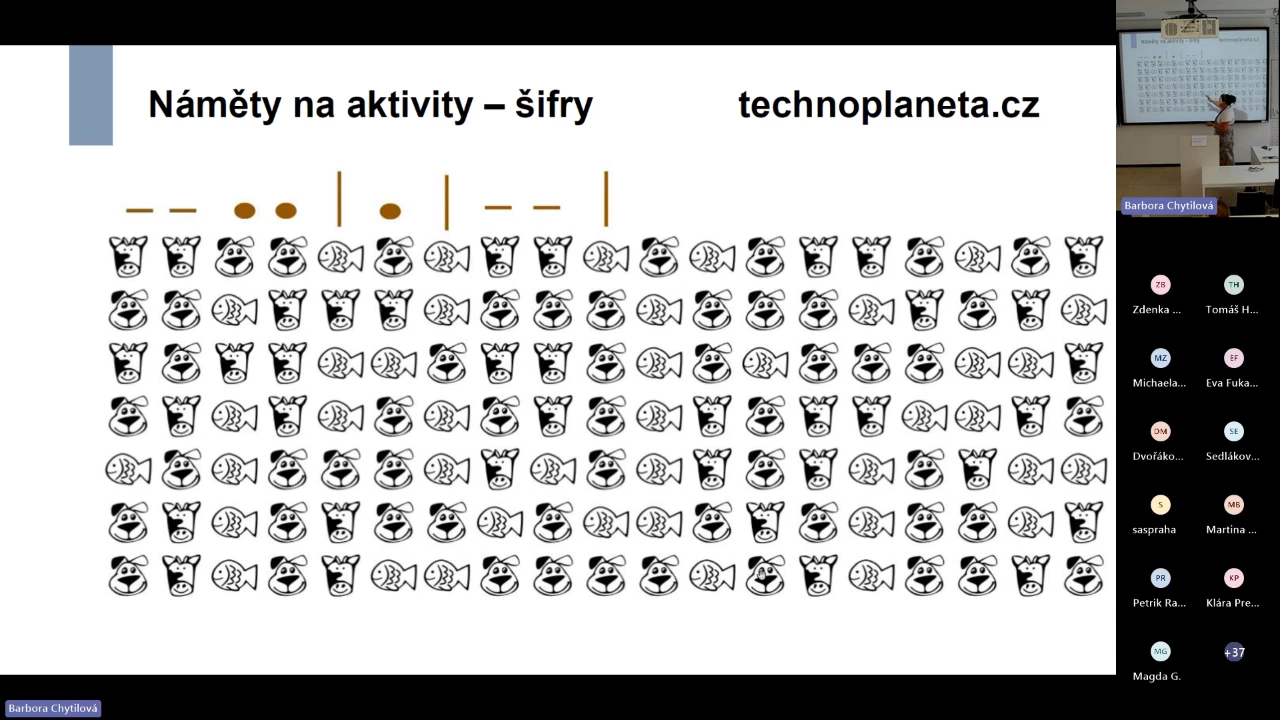 Náměty na aktivity – šifry technoplaneta.cz
Barbora Chytilová
ZB TH
Zdenka ... Tomáš H...
MZ EF
Michaela... Eva Fuka...
DM SE
Dvořáko... Sedlákov...
S MB
saspraha Martina ...
PR KP
Petrik Ra... Klára Pre...
MG +37
Magda G.
Barbora Chytilová